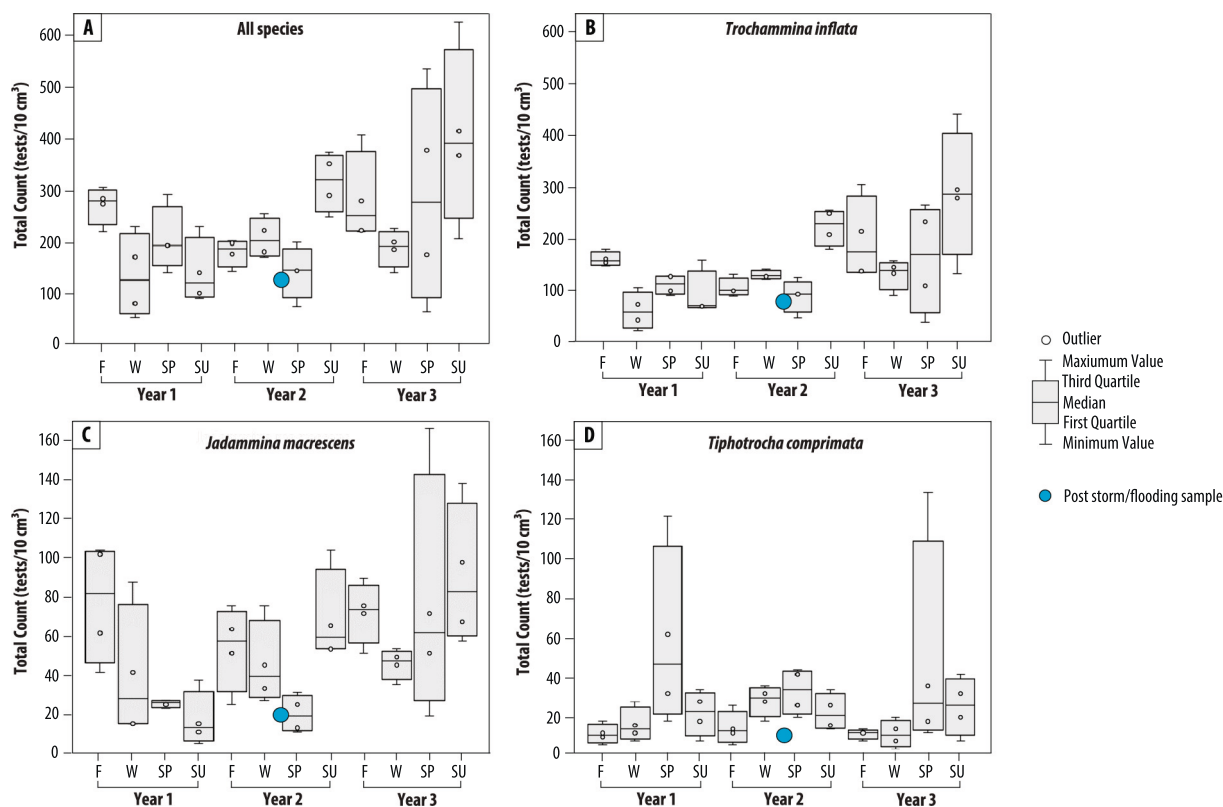 A
All species
Total Count (tests/10 cm³)
600
500
400
300
200
100
0
F W SP SU F W SP SU F W SP SU
Year 1 Year 2 Year 3
B
Trochammina inflata
Total Count (tests/10 cm³)
600
500
400
300
200
100
0
F W SP SU F W SP SU F W SP SU
Year 1 Year 2 Year 3
C
Jadammina macrescens
Total Count (tests/10 cm³)
160
140
120
100
80
60
40
20
0
F W SP SU F W SP SU F W SP SU
Year 1 Year 2 Year 3
D
Tiphotrocha comprimata
Total Count (tests/10 cm³)
160
140
120
100
80
60
40
20
0
F W SP SU F W SP SU F W SP SU
Year 1 Year 2 Year 3
Outlier
Maxiumum Value
Third Quartile
Median
First Quartile
Minimum Value
Post storm/flooding sample